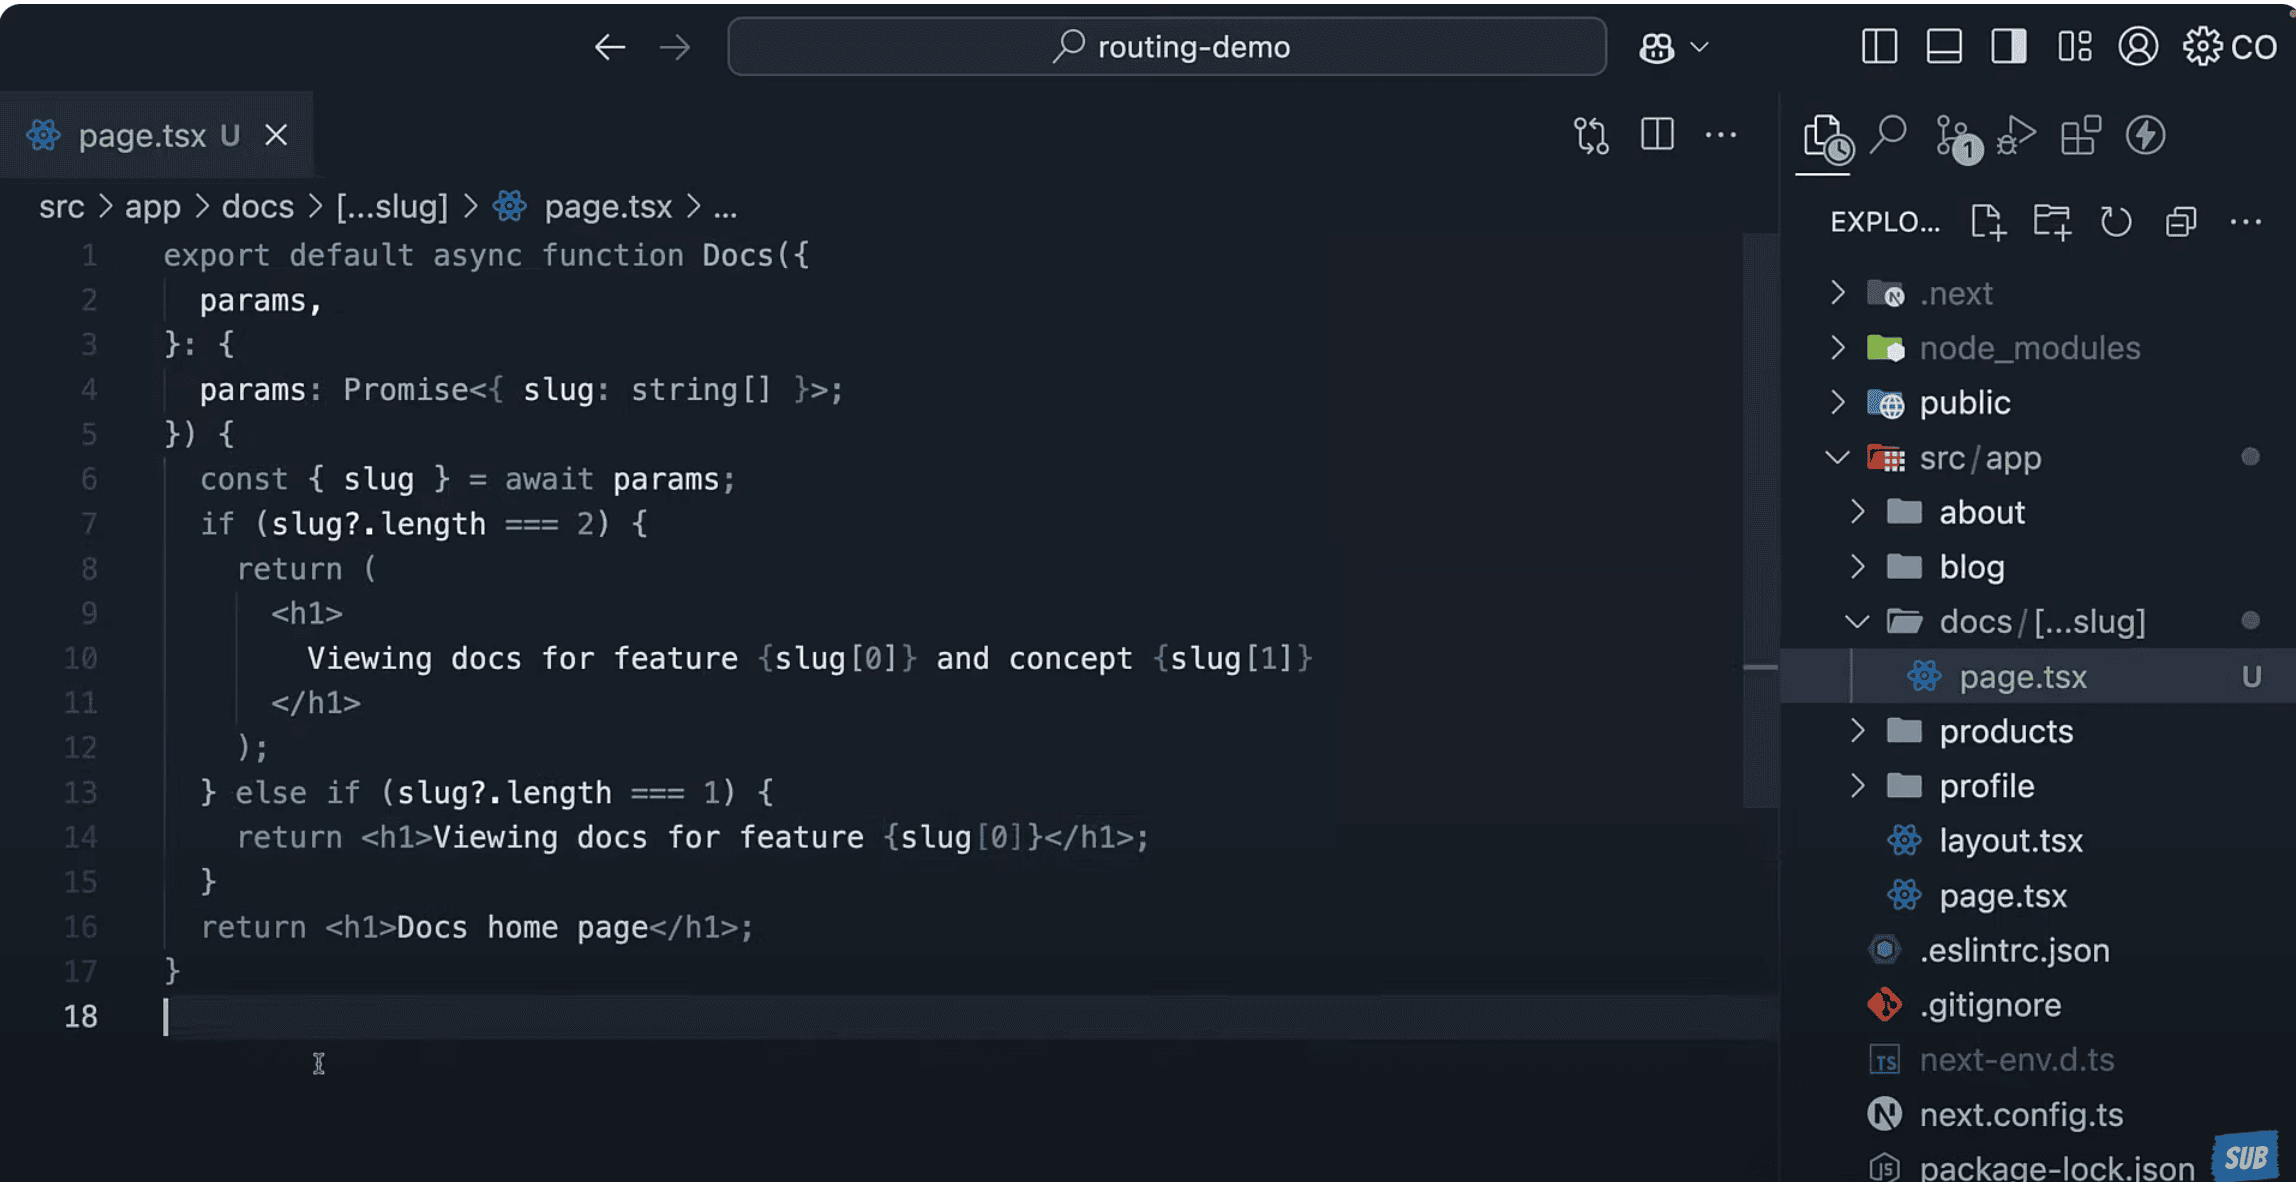 routing-demo
CO
page.tsx U
1
src > app > docs > [...slug] > page.tsx > ...
EXPLO...
1 export default async function Docs({
2   params,
3 }: {
4   params: Promise<{ slug: string[] }>;
5 }) {
6   const { slug } = await params;
7   if (slug?.length === 2) {
8     return (
9       <h1>
10         Viewing docs for feature {slug[0]} and concept {slug[1]}
11       </h1>
12     );
13   } else if (slug?.length === 1) {
14     return <h1>Viewing docs for feature {slug[0]}</h1>;
15   }
16   return <h1>Docs home page</h1>;
17 }
18
.next
node_modules
public
src/app
about
blog
docs/[...slug]
page.tsx U
products
profile
layout.tsx
page.tsx
.eslintrc.json
.gitignore
TS next-env.d.ts
N next.config.ts
JS package-lock.json
SUB